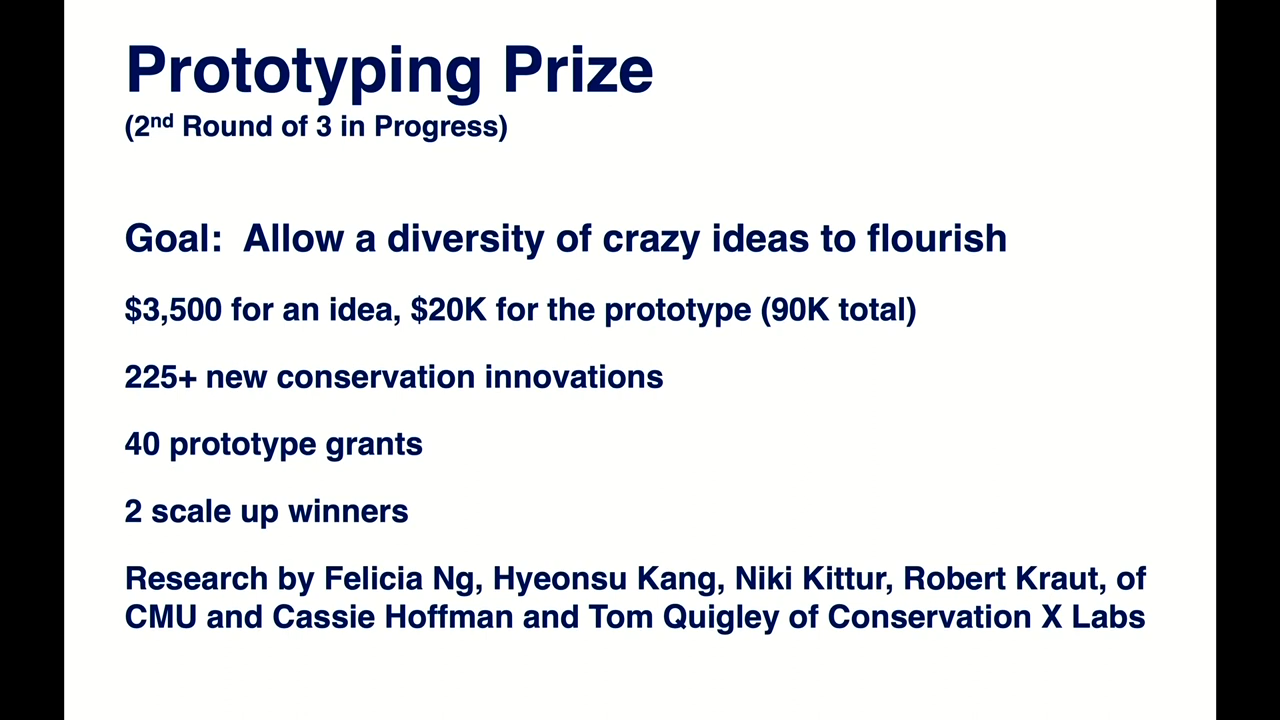 Prototyping Prize
(2nd Round of 3 in Progress)
Goal:  Allow a diversity of crazy ideas to flourish
$3,500 for an idea, $20K for the prototype (90K total)
225+ new conservation innovations
40 prototype grants
2 scale up winners
Research by Felicia Ng, Hyeonsu Kang, Niki Kittur, Robert Kraut, of
CMU and Cassie Hoffman and Tom Quigley of Conservation X Labs